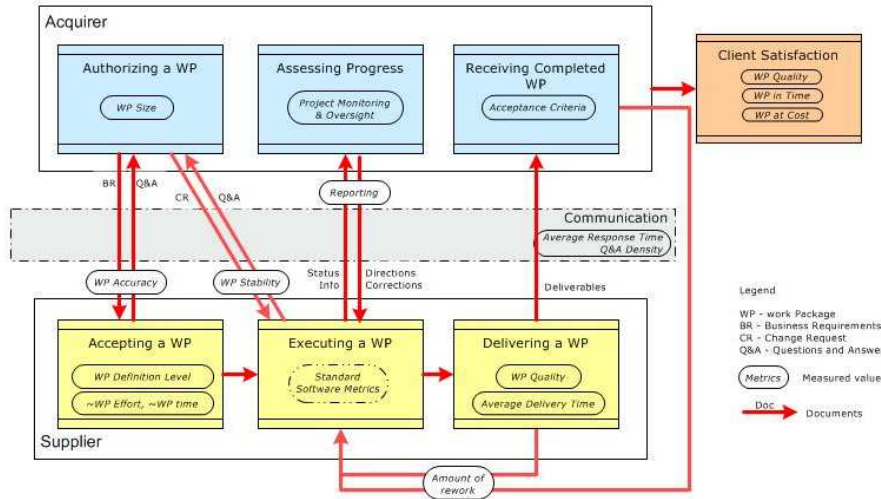 Acquirer
Authorizing a WP
WP Size
Assessing Progress
Project Monitoring
& Oversight
Receiving Completed
WP
Acceptance Criteria
Client Satisfaction
WP Quality
WP in Time
WP at Cost
BR
Q&A
CR
Q&A
Reporting
Communication
Average Response Time
Q&A Density
WP Accuracy
WP Stability
Status
Info
Directions
Corrections
Deliverables
Accepting a WP
WP Definition Level
~WP Effort, ~WP time
Executing a WP
Standard
Software Metrics
Delivering a WP
WP Quality
Average Delivery Time
Supplier
Amount of
rework
Legend
WP - work Package
BR - Business Requirements
CR - Change Request
Q&A - Questions and Answe
Metrics
Measured value
Doc
Documents